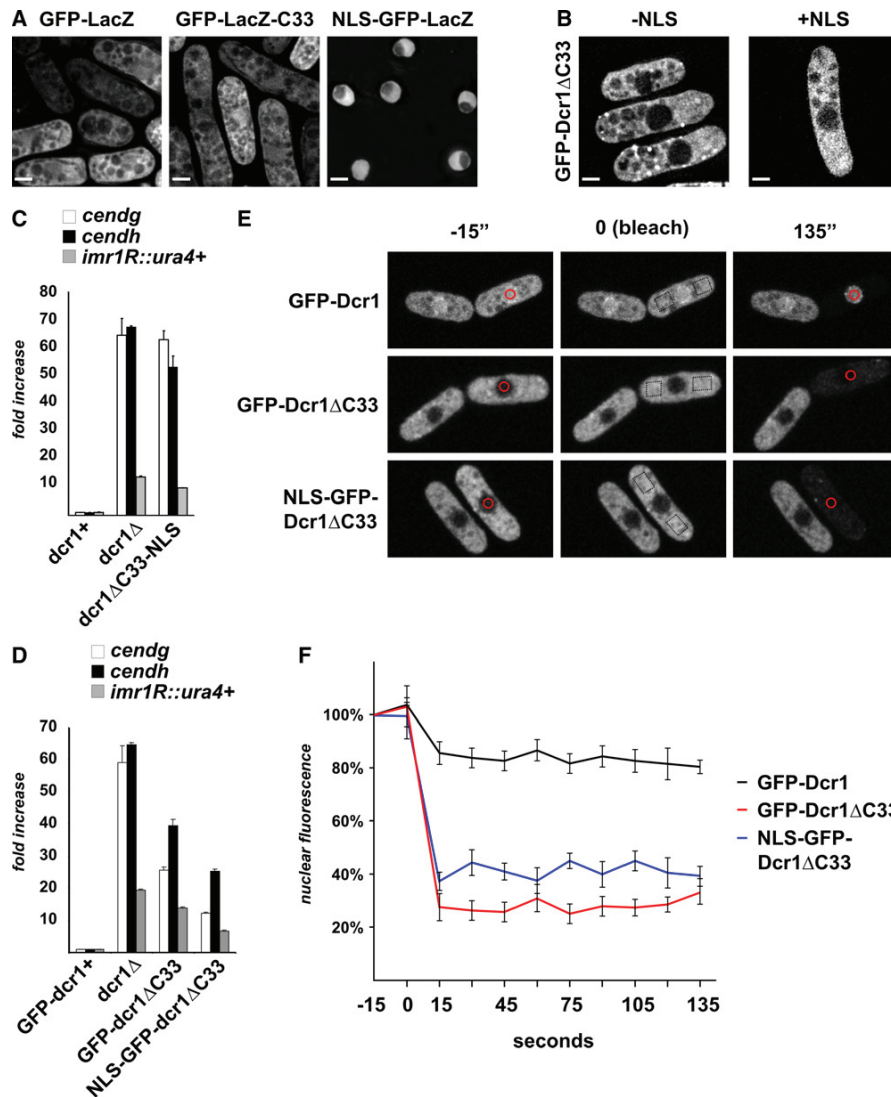 A
GFP-LacZ
GFP-LacZ-C33
NLS-GFP-LacZ
B
-NLS
+NLS
GFP-Dcr1ΔC33
C
cendg
cendh
imr1R::ura4+
fold increase
80
70
60
50
40
30
20
10
dcr1+
dcr1Δ
dcr1ΔC33-NLS
E
-15”
0 (bleach)
135”
GFP-Dcr1
GFP-Dcr1ΔC33
NLS-GFP-
Dcr1ΔC33
D
cendg
cendh
imr1R::ura4+
fold increase
70
60
50
40
30
20
10
GFP-dcr1+
dcr1Δ
GFP-dcr1ΔC33
NLS-GFP-dcr1ΔC33
F
nuclear fluorescence
100%
80%
60%
40%
20%
-15 0 15 45 75 105 135
seconds
GFP-Dcr1
GFP-Dcr1ΔC33
NLS-GFP-
Dcr1ΔC33